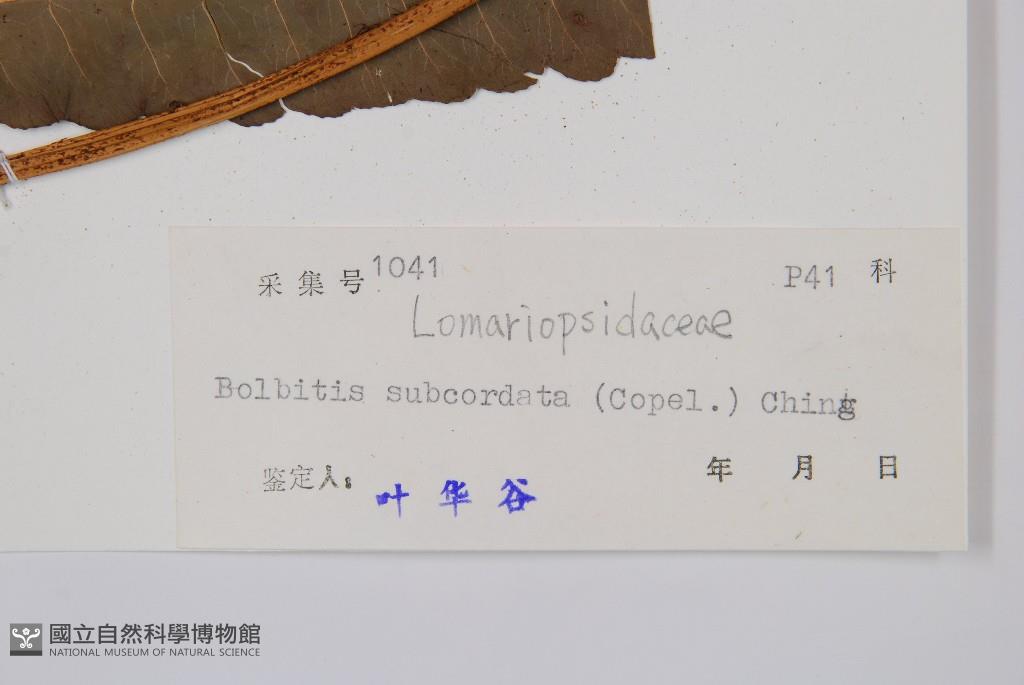 采集号 1041 P41 科
Lomariopsidaceae
Bolbitis subcordata (Copel.) Ching
鉴定人: 叶华谷 年 月 日
國立自然科學博物館
NATIONAL MUSEUM OF NATURAL SCIENCE